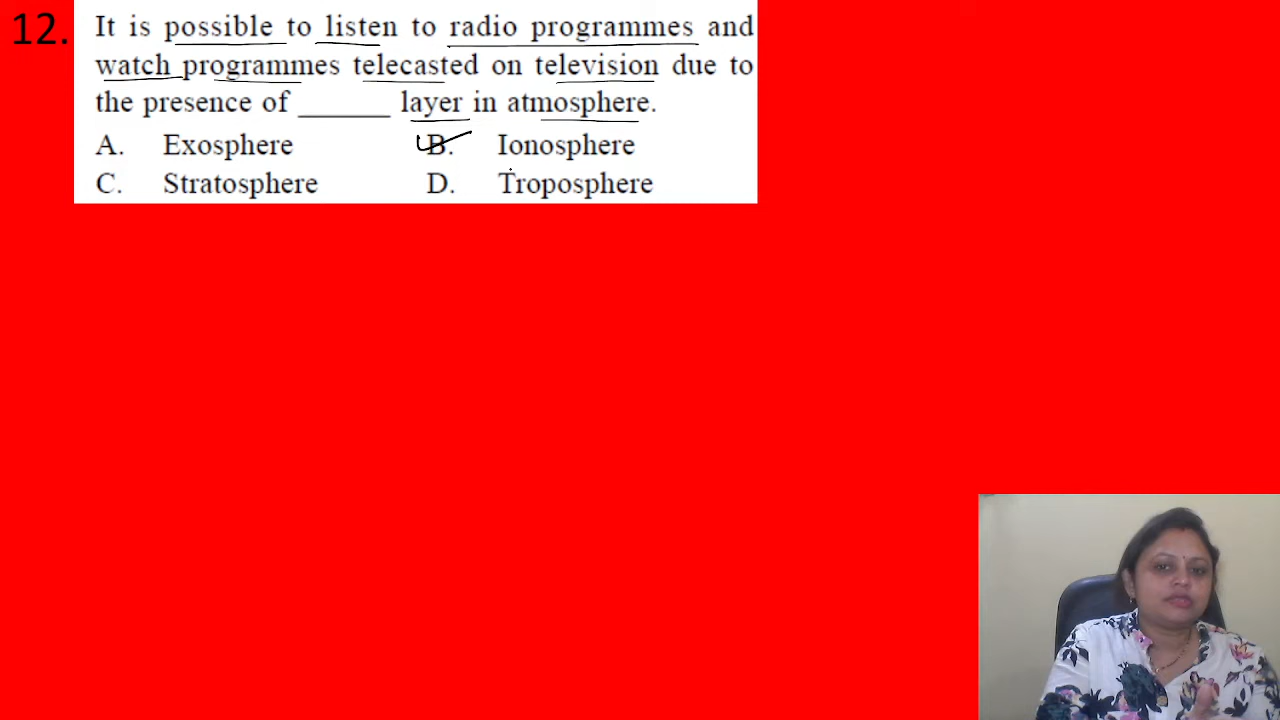 12. It is possible to listen to radio programmes and
watch programmes telecasted on television due to
the presence of ______ layer in atmosphere.
A. Exosphere B. Ionosphere
C. Stratosphere D. Troposphere